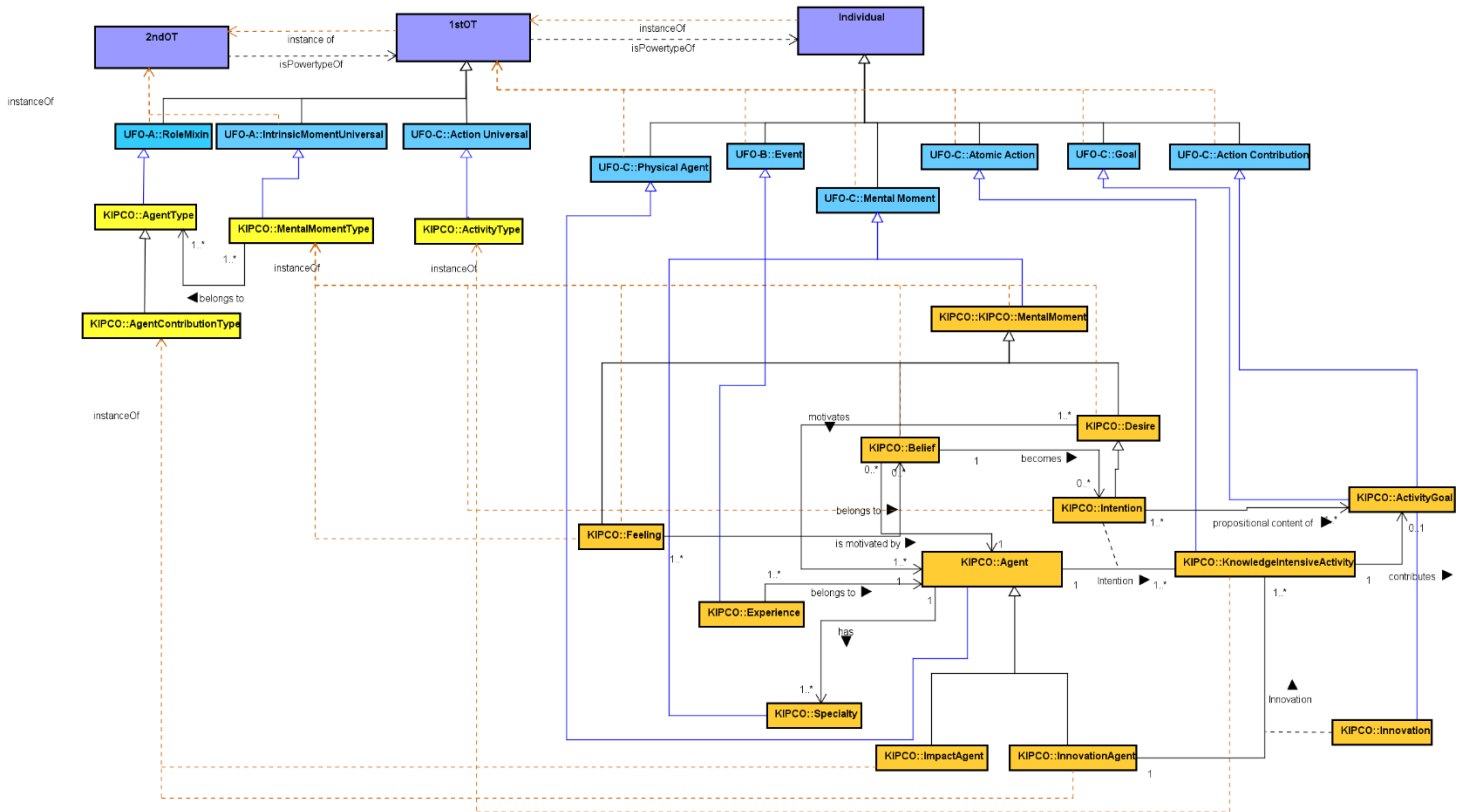 Individual
1stOT
2ndOT
instanceOf
isPowertypeOf
instance of
isPowertypeOf
instanceOf
UFO-A::RoleMixin
UFO-A::IntrinsicMomentUniversal
UFO-C::Action Universal
UFO-C::Physical Agent
UFO-B::Event
UFO-C::Mental Moment
UFO-C::Atomic Action
UFO-C::Goal
UFO-C::Action Contribution
KIPCO::AgentType
KIPCO::MentalMomentType
KIPCO::ActivityType
1..*
1..*
belongs to
instanceOf
instanceOf
KIPCO::AgentContributionType
KIPCO::KIPCO::MentalMoment
instanceOf
motivates
1..*
KIPCO::Desire
KIPCO::Belief
1
becomes
0..*
0..*
0..*
KIPCO::Intention
KIPCO::ActivityGoal
belongs to
1..*
propositional content of
1..*
0..1
KIPCO::Feeling
is motivated by
1
1..*
1..*
KIPCO::Agent
KIPCO::KnowledgeIntensiveActivity
1..*
1
1
Intention
1..*
1
contributes
belongs to
1
1..*
KIPCO::Experience
has
1..*
Innovation
KIPCO::Specialty
KIPCO::Innovation
KIPCO::ImpactAgent
KIPCO::InnovationAgent
1